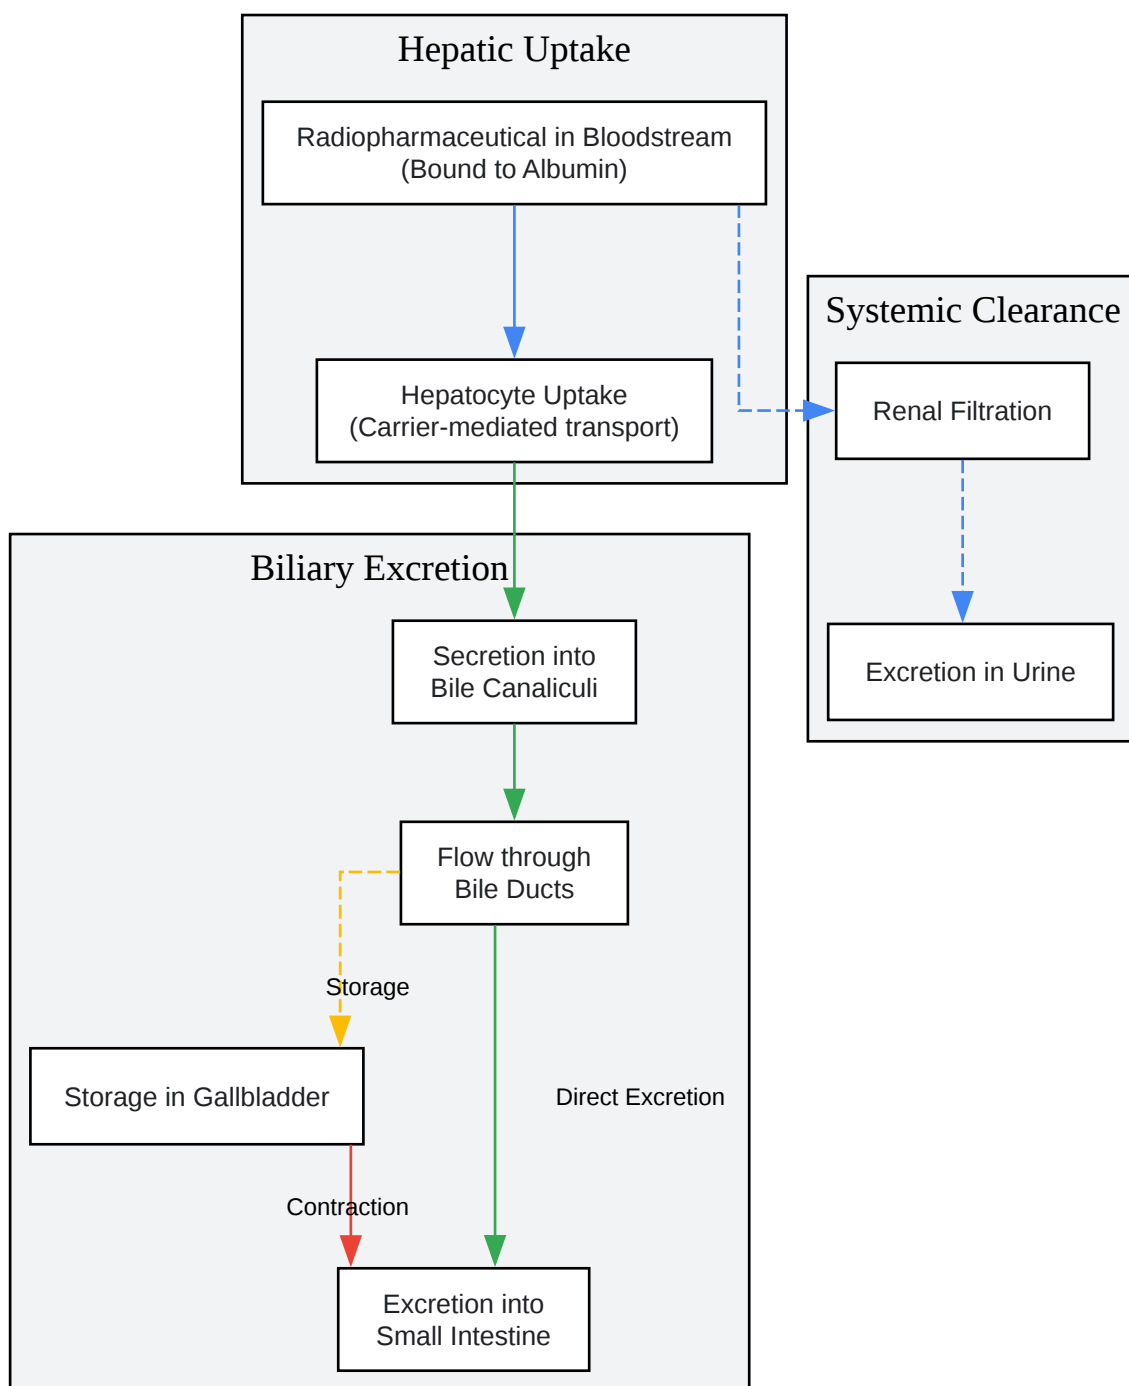 Hepatic Uptake
Radiopharmaceutical in Bloodstream
(Bound to Albumin)
Hepatocyte Uptake
(Carrier-mediated transport)
Systemic Clearance
Renal Filtration
Excretion in Urine
Biliary Excretion
Secretion into
Bile Canaliculi
Flow through
Bile Ducts
Storage
Storage in Gallbladder
Direct Excretion
Contraction
Excretion into
Small Intestine